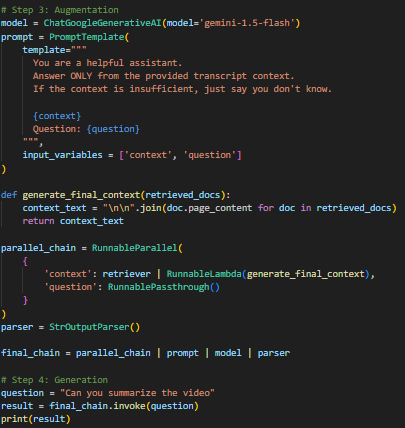 # Step 3: Augmentation
model = ChatGoogleGenerativeAI(model='gemini-1.5-flash')
prompt = PromptTemplate(
    template="""
      You are a helpful assistant.
      Answer ONLY from the provided transcript context.
      If the context is insufficient, just say you don't know.

      {context}
      Question: {question}
    """,
    input_variables = ['context', 'question']
)

def generate_final_context(retrieved_docs):
    context_text = "\n\n".join(doc.page_content for doc in retrieved_docs)
    return context_text

parallel_chain = RunnableParallel(
    {
        'context': retriever | RunnableLambda(generate_final_context),
        'question': RunnablePassthrough()
    }
)
parser = StrOutputParser()

final_chain = parallel_chain | prompt | model | parser

# Step 4: Generation
question = "Can you summarize the video"
result = final_chain.invoke(question)
print(result)